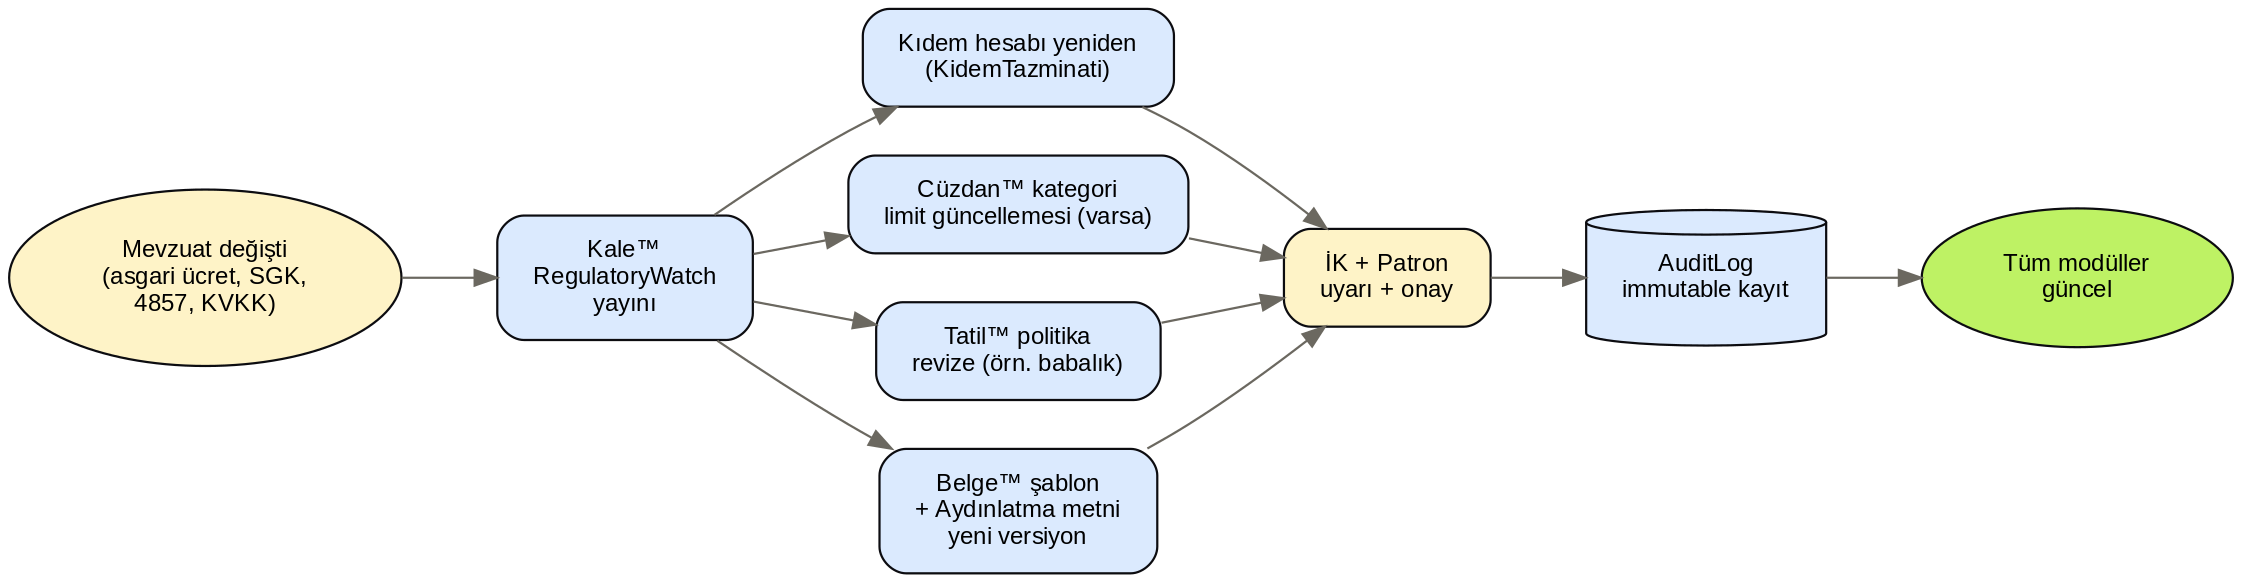 Mevzuat değişti
(asgari ücret, SGK,
4857, KVKK)
Kale™
RegulatoryWatch
yayını
Kıdem hesabı yeniden
(KidemTazminati)
Cüzdan™ kategori
limit güncellemesi (varsa)
Tatil™ politika
revize (örn. babalık)
Belge™ şablon
+ Aydınlatma metni
yeni versiyon
İK + Patron
uyarı + onay
AuditLog
immutable kayıt
Tüm modüller
güncel